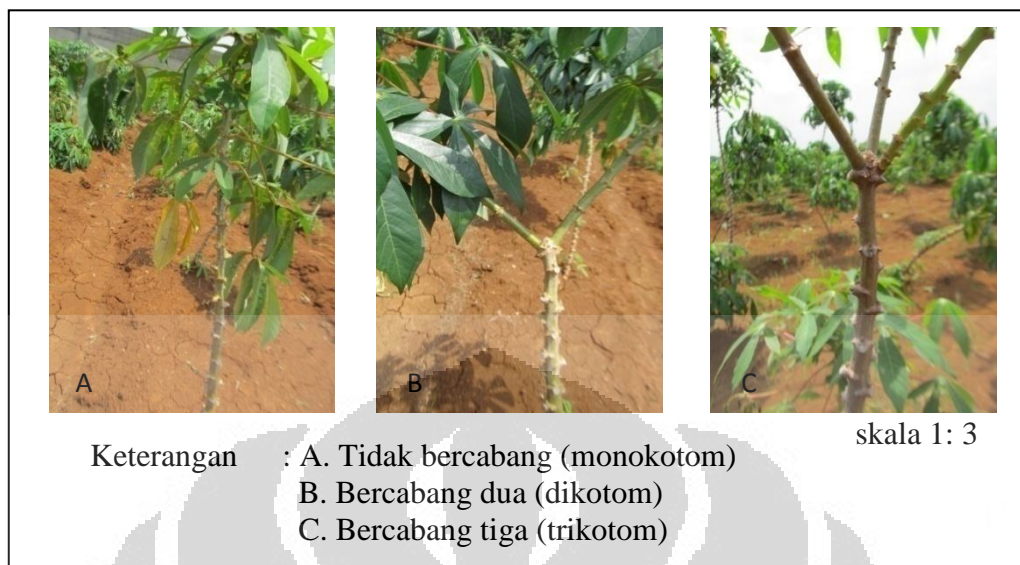 A
B
C
skala 1: 3
Keterangan : A. Tidak bercabang (monokotom)
B. Bercabang dua (dikotom)
C. Bercabang tiga (trikotom)